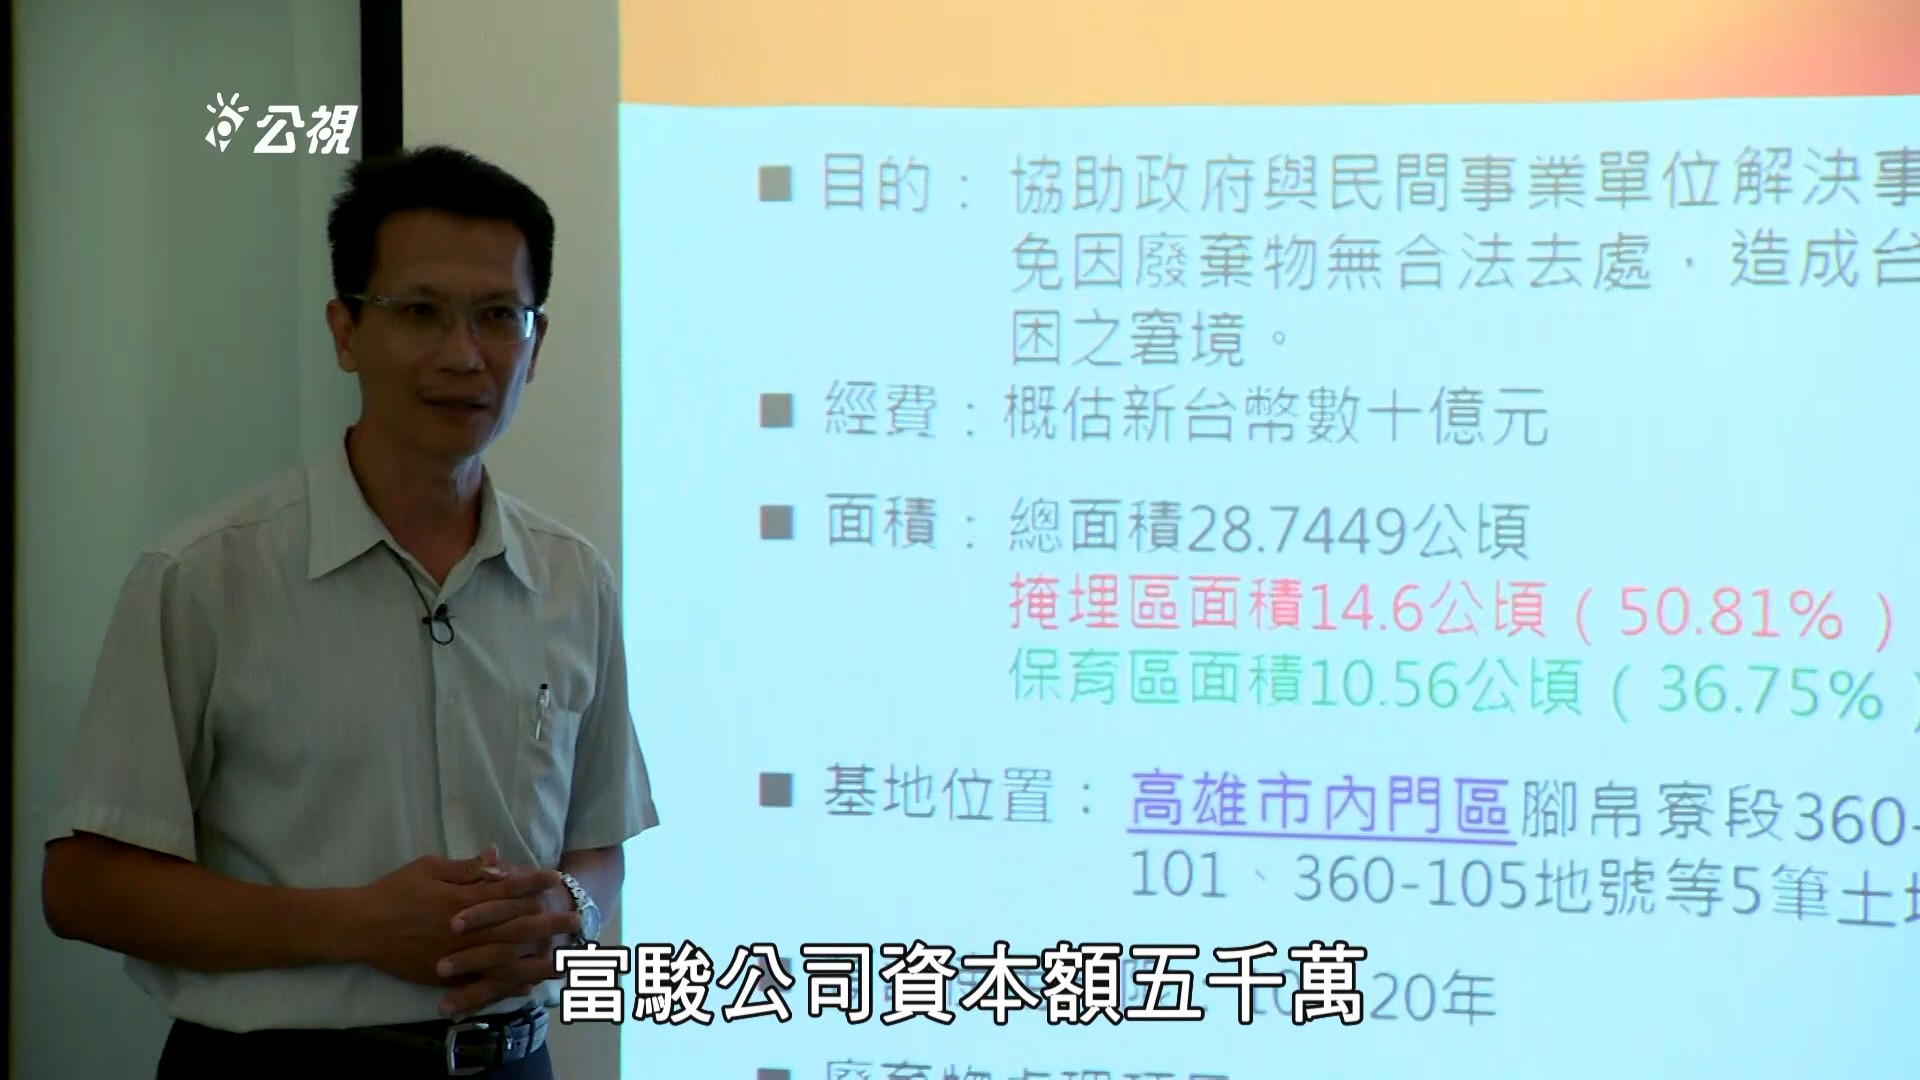 公視
■ 目的：協助政府與民間事業單位解決事
免因廢棄物無合法去處，造成台
困之窘境。
■ 經費：概估新台幣數十億元
■ 面積：總面積28.7449公頃
掩埋區面積14.6公頃（50.81%）
保育區面積10.56公頃（36.75%）
■ 基地位置：高雄市內門區腳帛寮段360-
101、360-105地號等5筆土地
20年
富駿公司資本額五千萬